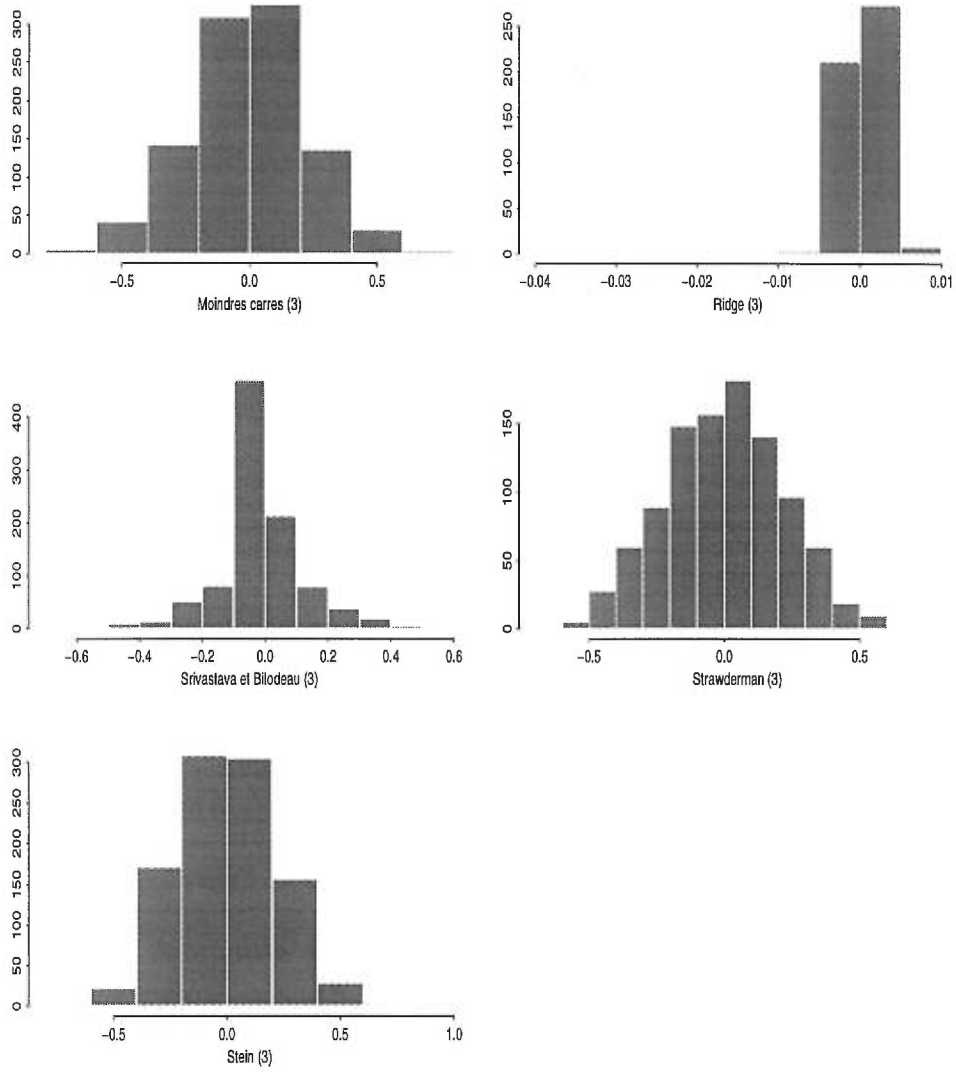 0 50 100 150 200 250 300
-0.5 0.0 0.5
Moindres carres (3)
0 50 100 150 200 250
-0.04 -0.03 -0.02 -0.01 0.0 0.01
Ridge (3)
0 100 200 300 400
-0.6 -0.4 -0.2 0.0 0.2 0.4 0.6
Srivastava et Bilodeau (3)
0 50 100 150
-0.5 0.0 0.5
Strawderman (3)
0 50 100 150 200 250 300
-0.5 0.0 0.5 1.0
Stein (3)